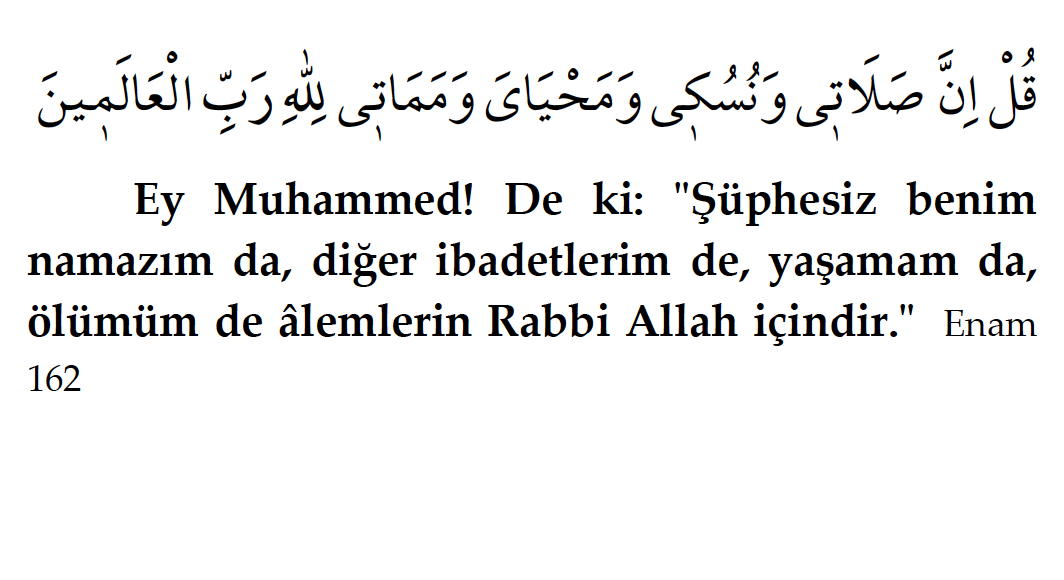 قُلْ اِنَّ صَلَاتٖى وَنُسُكٖى وَمَحْيَاىَ وَمَمَاتٖى لِلّٰهِ رَبِّ الْعَالَمٖينَ
Ey Muhammed! De ki: "Şüphesiz benim
namazım da, diğer ibadetlerim de, yaşamam da,
ölümüm de âlemlerin Rabbi Allah içindir." Enam
162